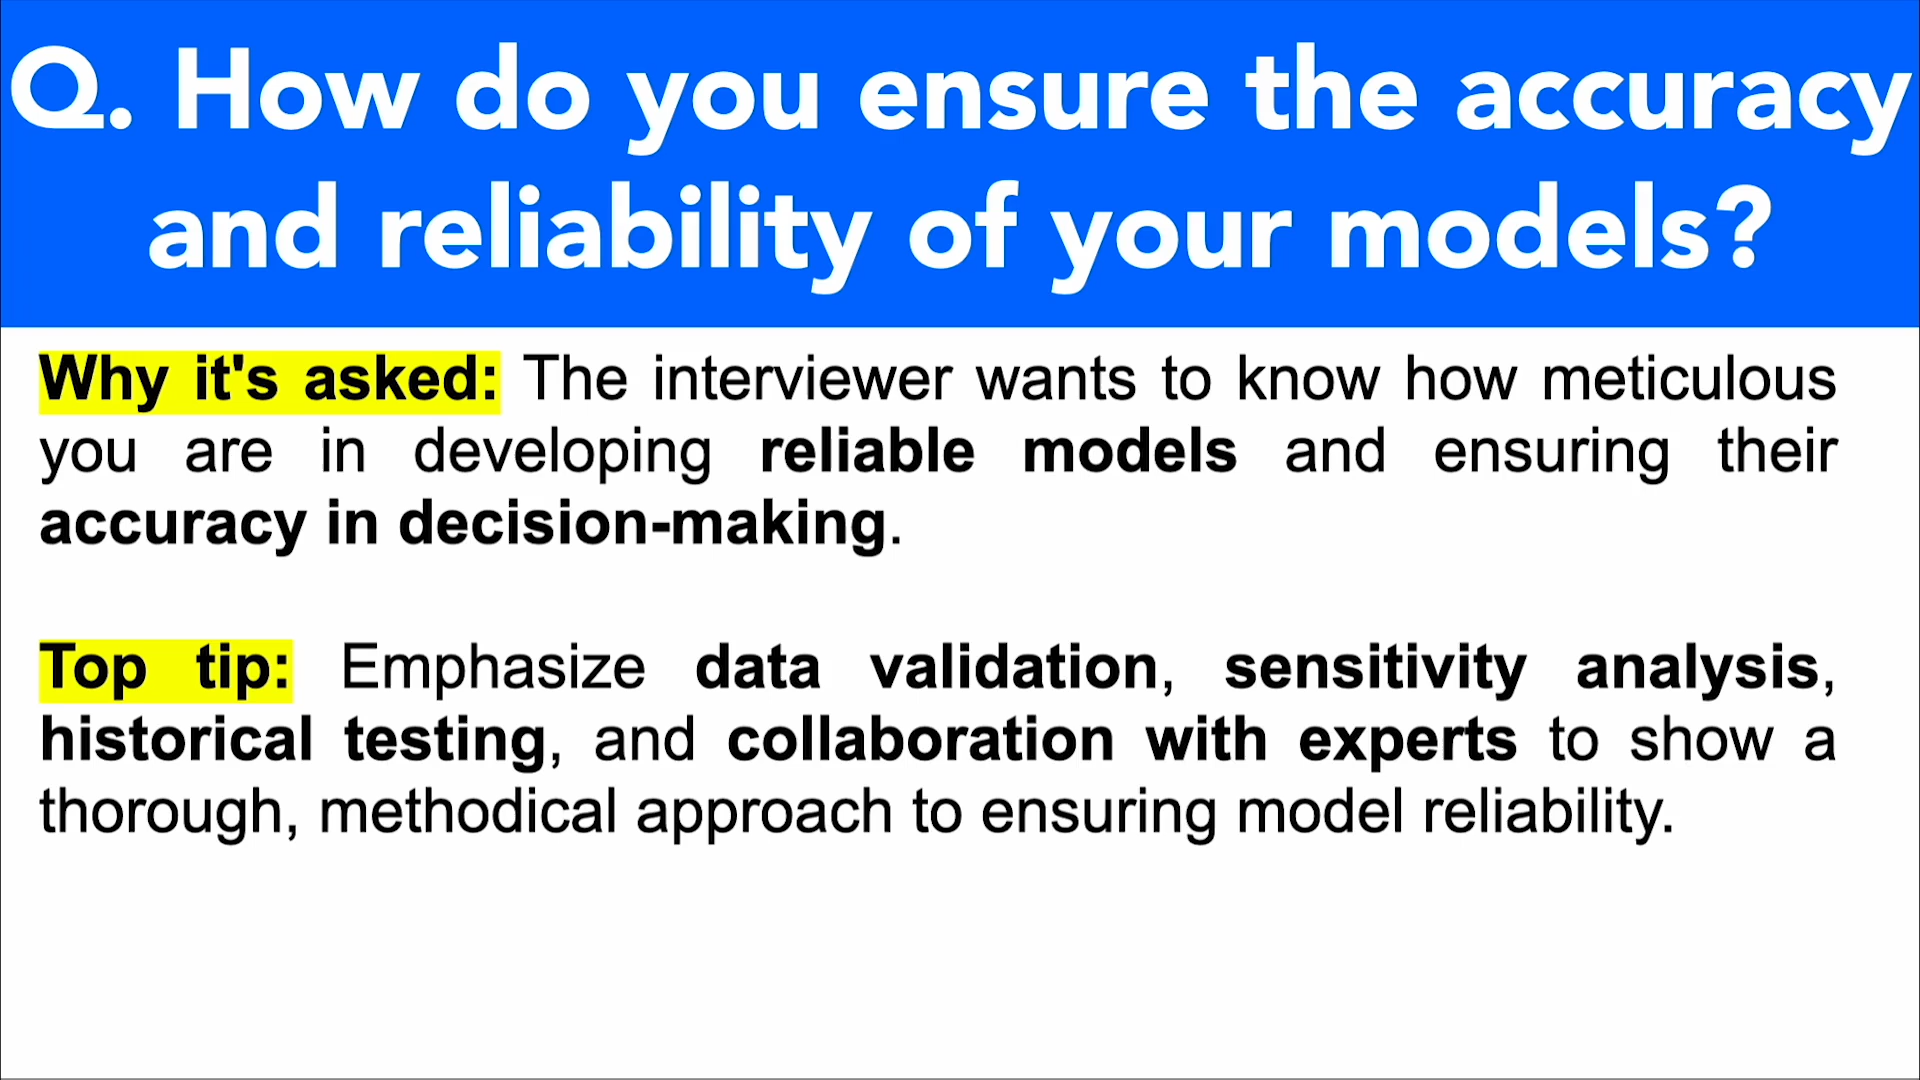 Q. How do you ensure the accuracy
and reliability of your models?
Why it's asked: The interviewer wants to know how meticulous
you are in developing reliable models and ensuring their
accuracy in decision-making.
Top tip: Emphasize data validation, sensitivity analysis,
historical testing, and collaboration with experts to show a
thorough, methodical approach to ensuring model reliability.